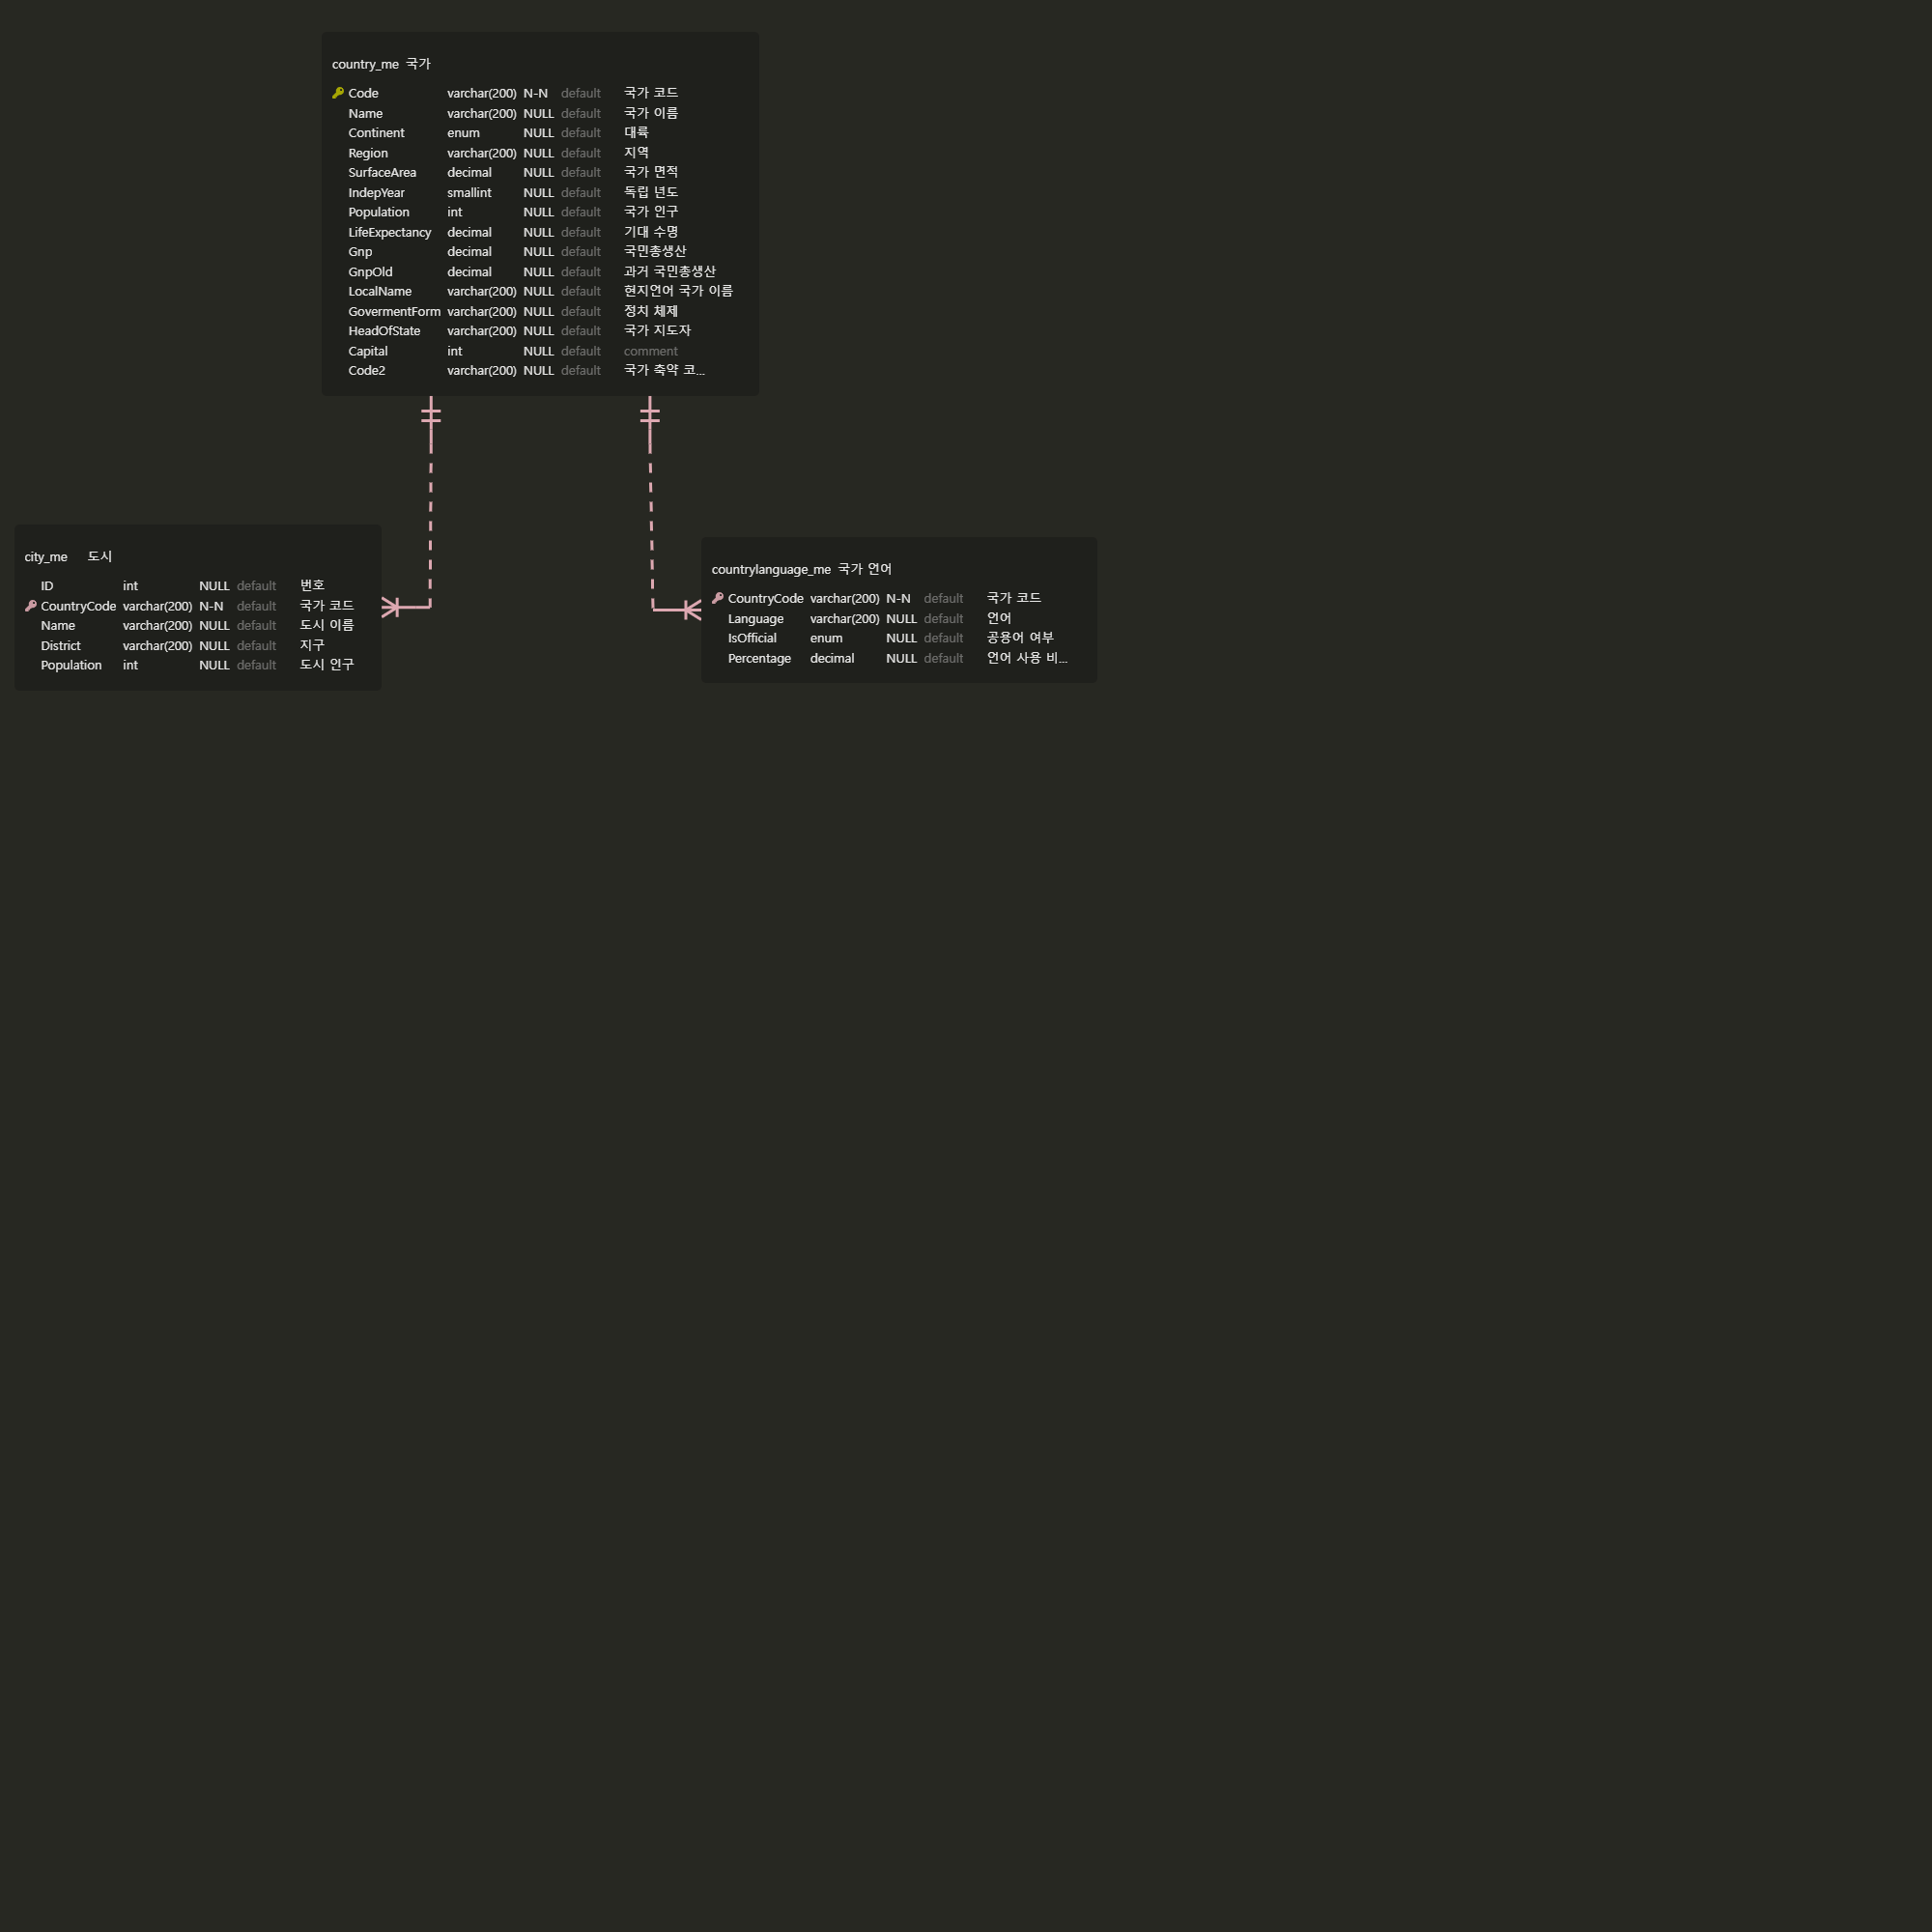 country_me 국가
Code varchar(200) N-N default 국가 코드
Name varchar(200) NULL default 국가 이름
Continent enum NULL default 대륙
Region varchar(200) NULL default 지역
SurfaceArea decimal NULL default 국가 면적
IndepYear smallint NULL default 독립 년도
Population int NULL default 국가 인구
LifeExpectancy decimal NULL default 기대 수명
Gnp decimal NULL default 국민총생산
GnpOld decimal NULL default 과거 국민총생산
LocalName varchar(200) NULL default 현지언어 국가 이름
GovermentForm varchar(200) NULL default 정치 체제
HeadOfState varchar(200) NULL default 국가 지도자
Capital int NULL default comment
Code2 varchar(200) NULL default 국가 축약 코...
city_me 도시
ID int NULL default 번호
CountryCode varchar(200) N-N default 국가 코드
Name varchar(200) NULL default 도시 이름
District varchar(200) NULL default 지구
Population int NULL default 도시 인구
countrylanguage_me 국가 언어
CountryCode varchar(200) N-N default 국가 코드
Language varchar(200) NULL default 언어
IsOfficial enum NULL default 공용어 여부
Percentage decimal NULL default 언어 사용 비...